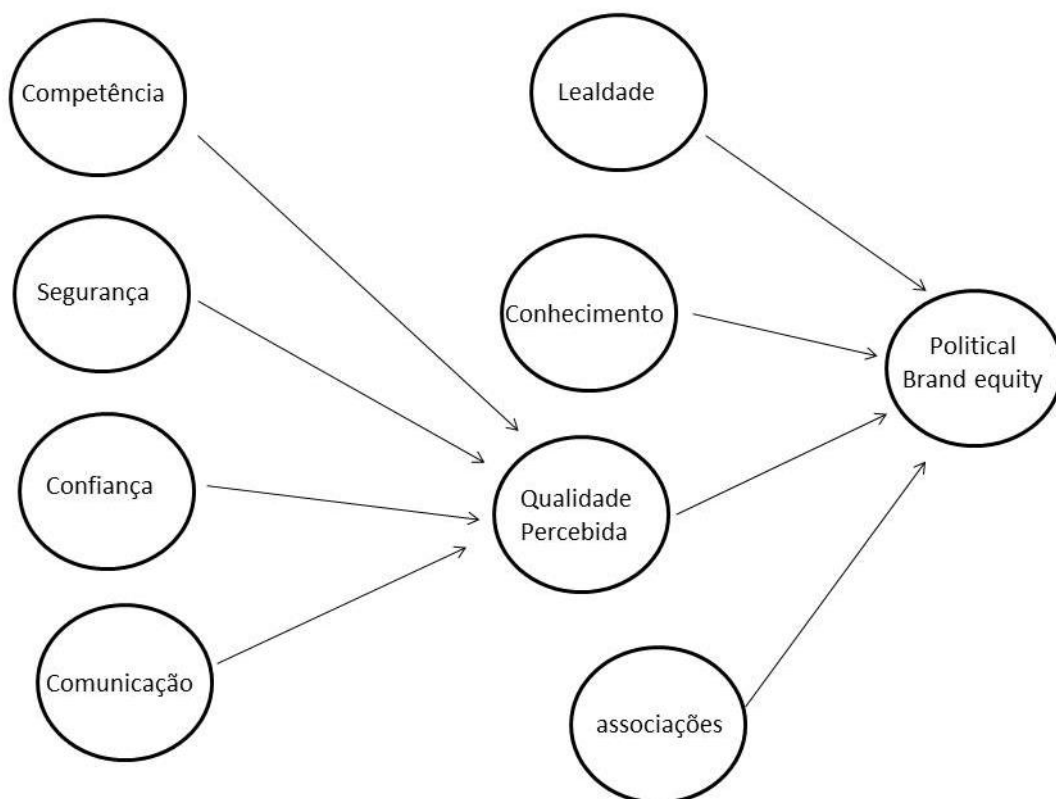 Competência
Segurança
Confiança
Comunicação
Lealdade
Conhecimento
Qualidade
Percebida
associações
Political
Brand equity